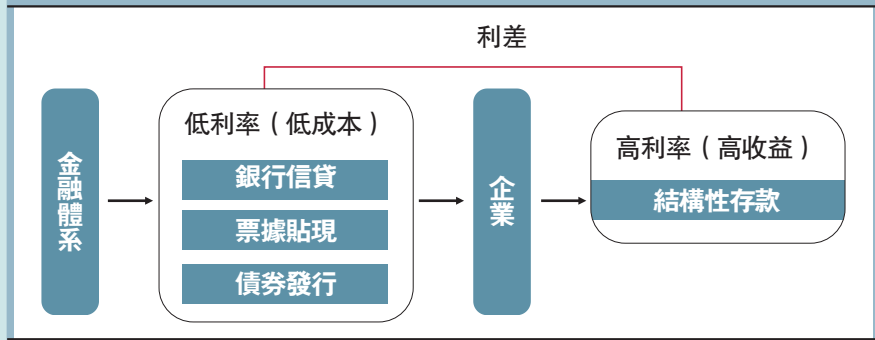 利差
金融體系
低利率（低成本）
銀行信貸
票據貼現
債券發行
企業
高利率（高收益）
結構性存款